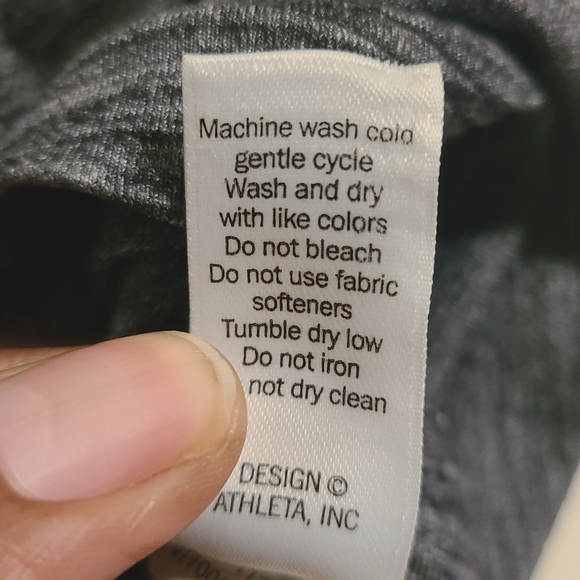 Machine wash cold
gentle cycle
Wash and dry
with like colors
Do not bleach
Do not use fabric
softeners
Tumble dry low
Do not iron
not dry clean
DESIGN ©
ATHLETA, INC